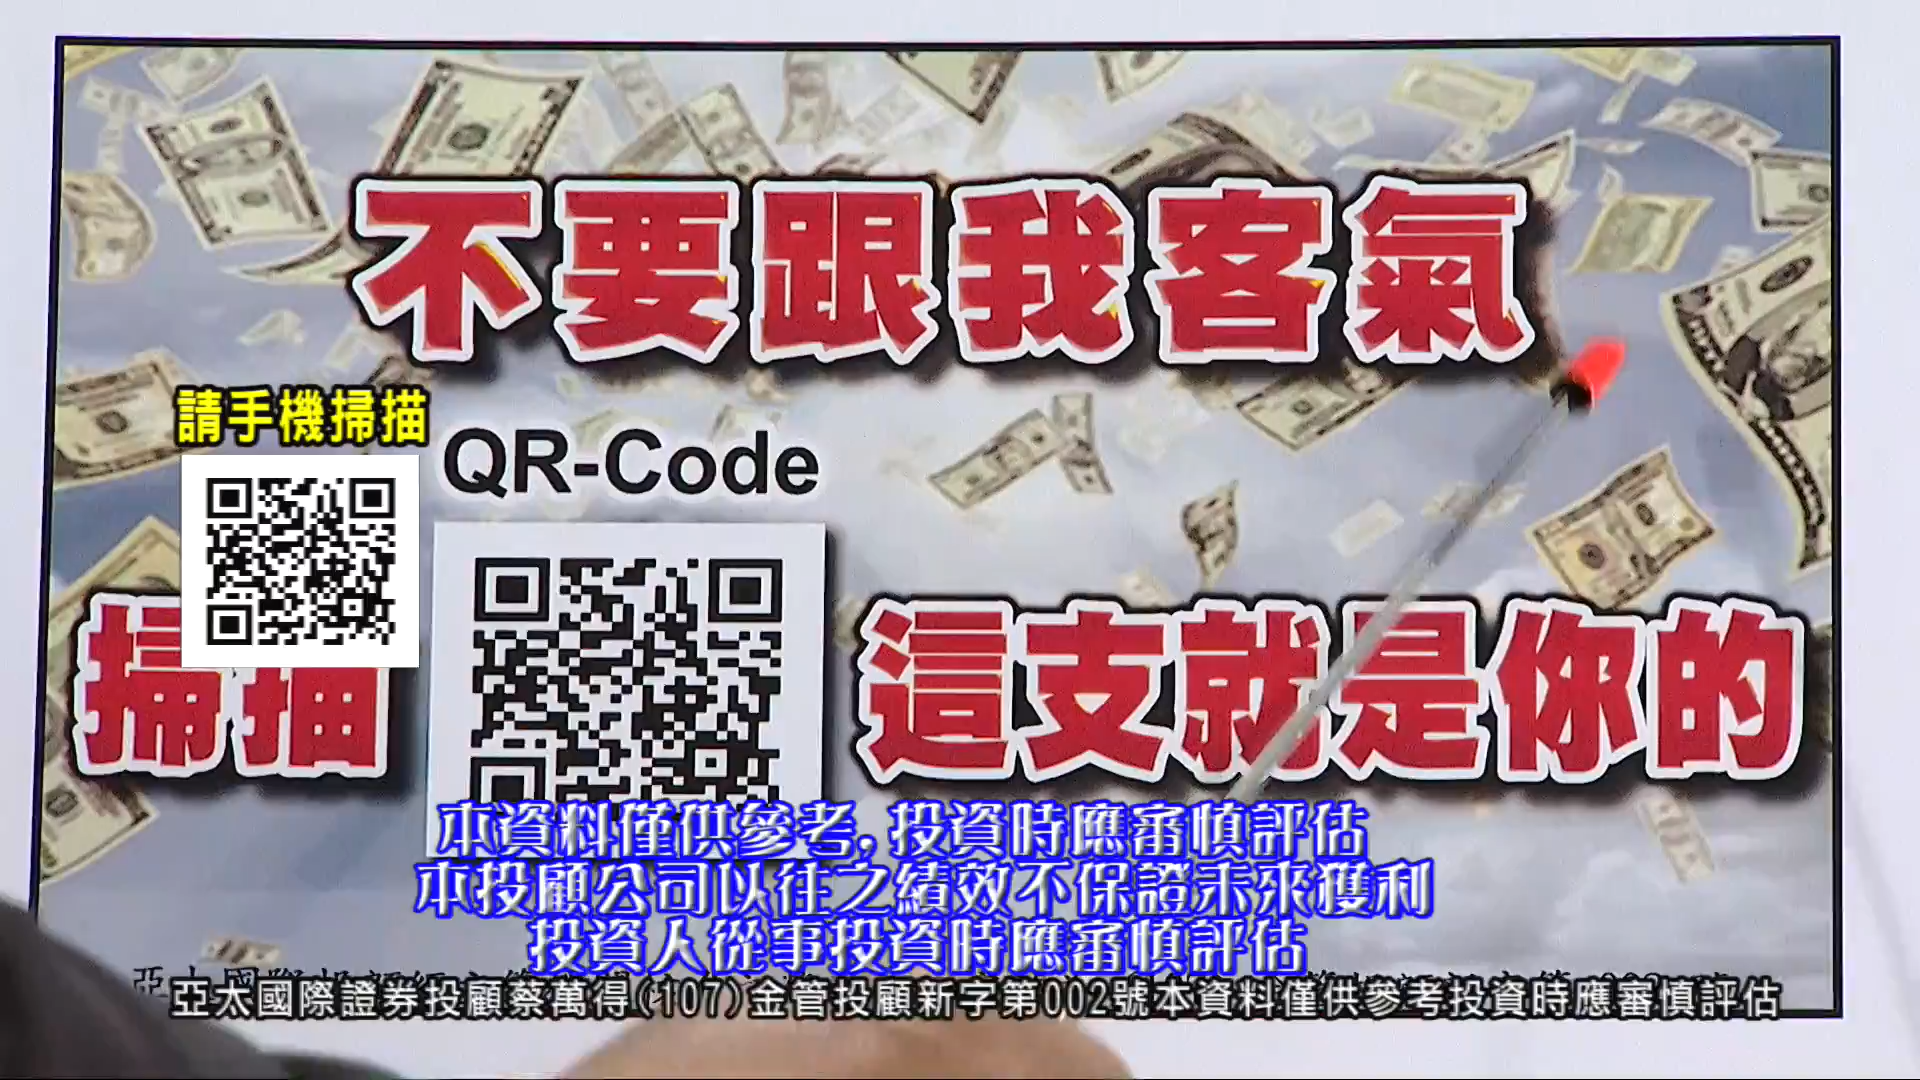 不要跟我客氣
請手機掃描
QR-Code
掃描
這支就是你的
本資料僅供參考,投資時應審慎評估
本投顧公司以往之績效不保證未來獲利
投資人從事投資時應審慎評估
亞太國際證券投顧蔡萬得(107)金管投顧新字第002號本資料僅供參考投資時應審慎評估